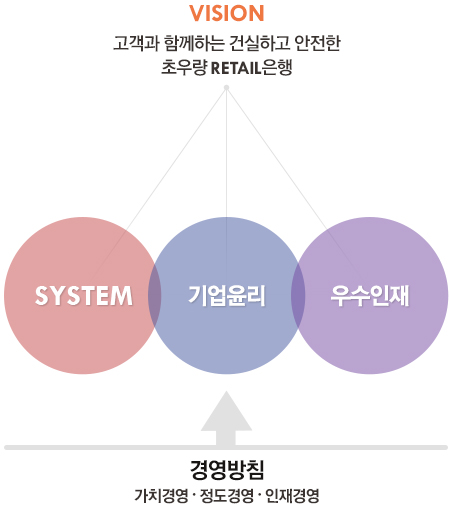 VISION
고객과 함께하는 건실하고 안전한
초우량 RETAIL은행
SYSTEM
기업윤리
우수인재
경영방침
가치경영 · 정도경영 · 인재경영